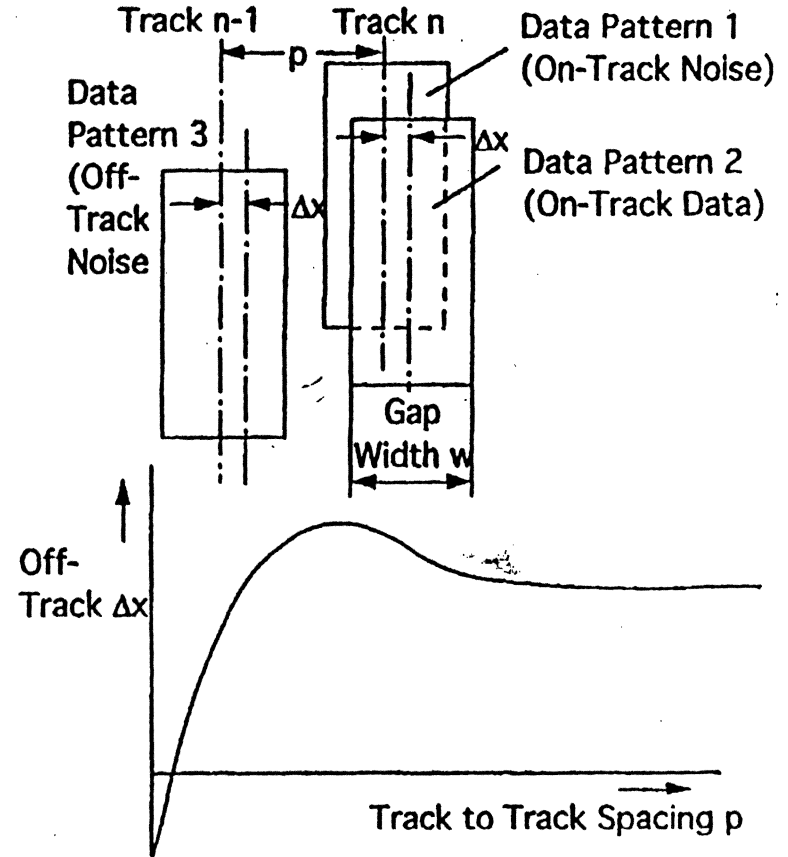 Track n-1
Track n
p
Data Pattern 1
(On-Track Noise)
Data
Pattern 3
(Off-
Track
Noise
Δx
Δx
Data Pattern 2
(On-Track Data)
Gap
Width w
Off-
Track Δx
Track to Track Spacing p